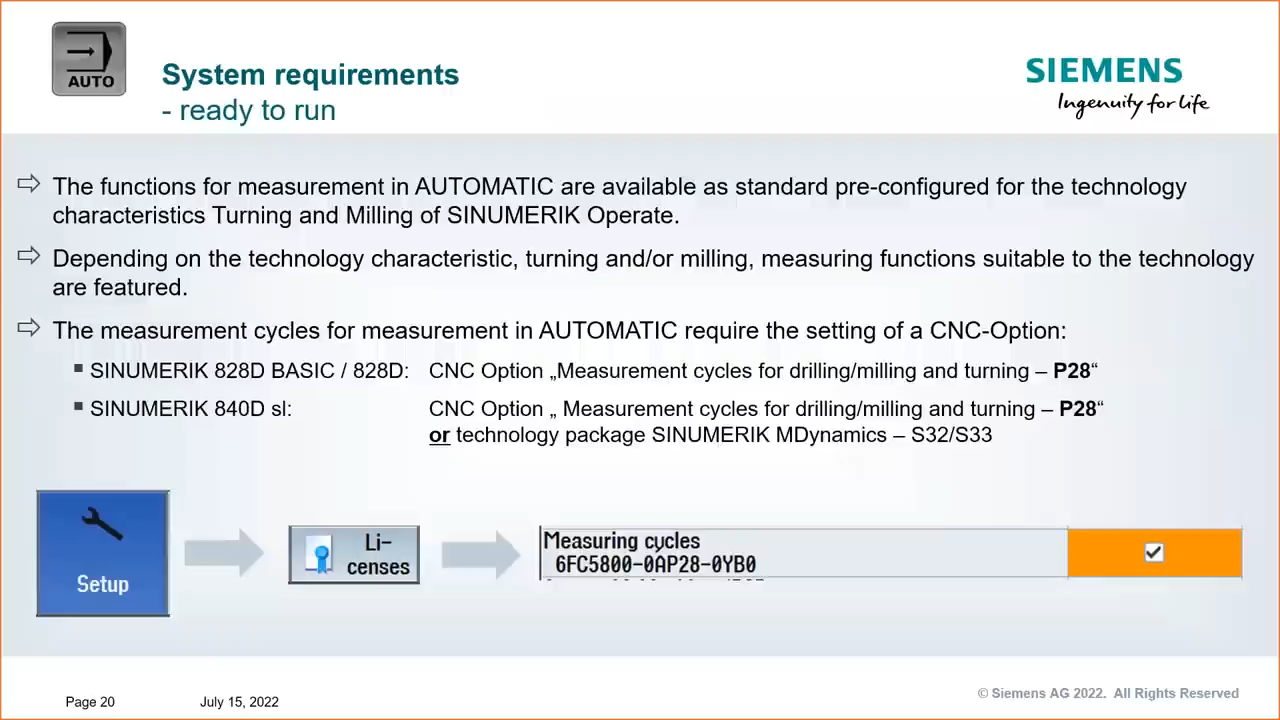 AUTO
System requirements
- ready to run
SIEMENS
Ingenuity for life
The functions for measurement in AUTOMATIC are available as standard pre-configured for the technology
characteristics Turning and Milling of SINUMERIK Operate.
Depending on the technology characteristic, turning and/or milling, measuring functions suitable to the technology
are featured.
The measurement cycles for measurement in AUTOMATIC require the setting of a CNC-Option:
SINUMERIK 828D BASIC / 828D: CNC Option „Measurement cycles for drilling/milling and turning – P28“
SINUMERIK 840D sl: CNC Option „ Measurement cycles for drilling/milling and turning – P28“
or technology package SINUMERIK MDynamics – S32/S33
Setup
Li-
censes
Measuring cycles
6FC5800-0AP28-0YB0
Page 20 July 15, 2022 © Siemens AG 2022. All Rights Reserved